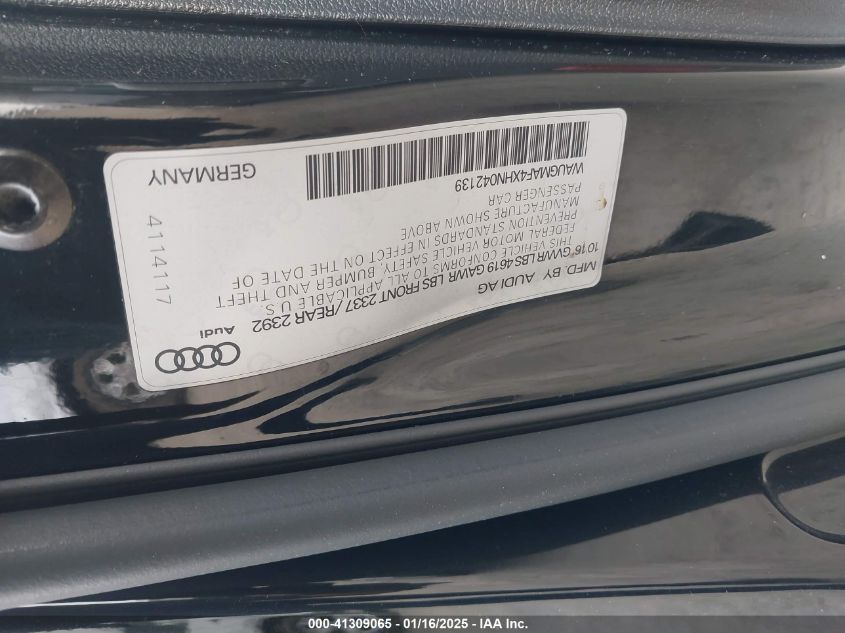 MFD. BY AUDI AG
Audi
10/16 GWWR LBS 4619 GAWR LBS FRONT 2337 / REAR 2392
THIS VEHICLE CONFORMS TO ALL APPLICABLE U.S.
FEDERAL MOTOR VEHICLE SAFETY, BUMPER AND THEFT
PREVENTION STANDARDS IN EFFECT ON THE DATE OF
MANUFACTURE SHOWN ABOVE
PASSENGER CAR
WAUGMAF4XHN042139
GERMANY
4114117
000-41309065 - 01/16/2025 - IAA Inc.